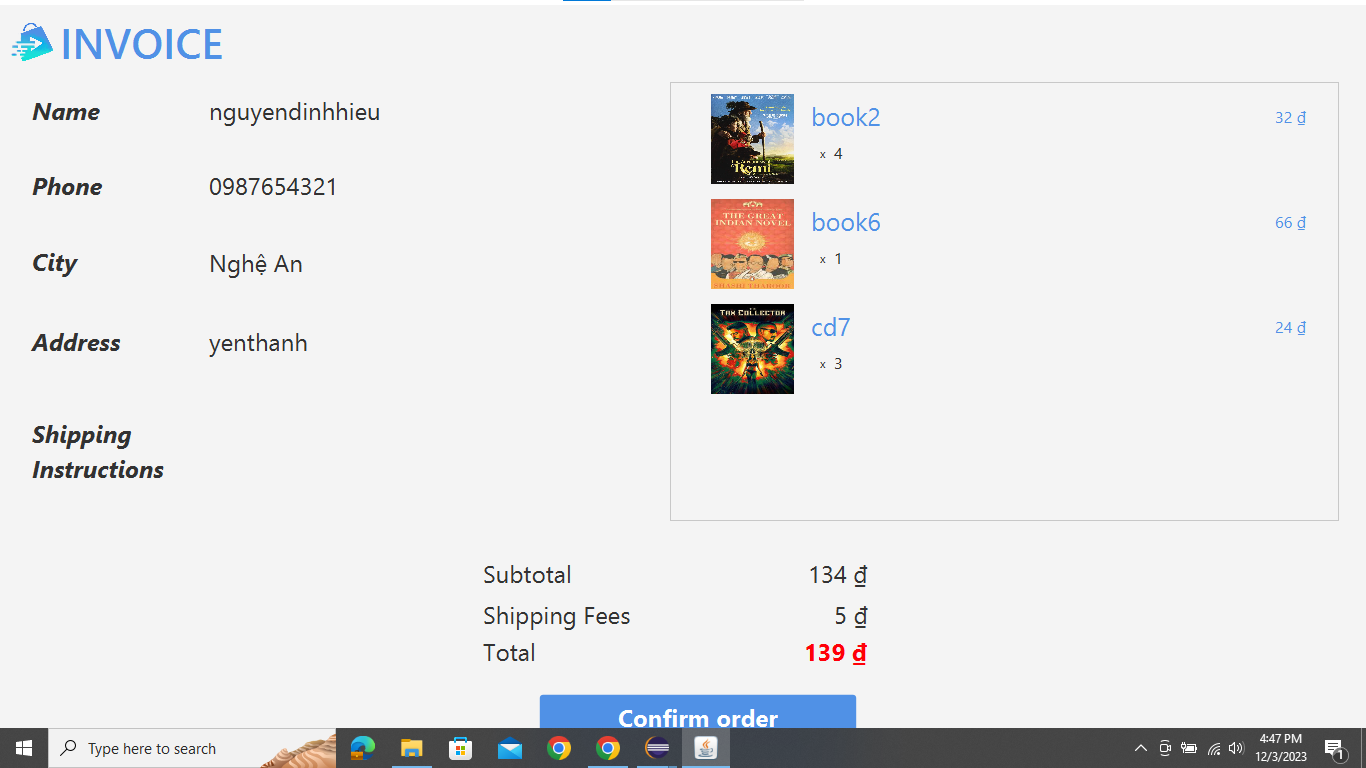 INVOICE
Name nguyendinhhieu
Phone 0987654321
City Nghệ An
Address yenthanh
Shipping
Instructions
book2 32 ₫
x 4
Remi
THE GREAT
INDIAN NOVEL
SHASHI THAROOR
book6 66 ₫
x 1
TAX COLLECTOR
cd7 24 ₫
x 3
Subtotal 134 ₫
Shipping Fees 5 ₫
Total 139 ₫
Confirm order
Type here to search
4:47 PM
12/3/2023
1